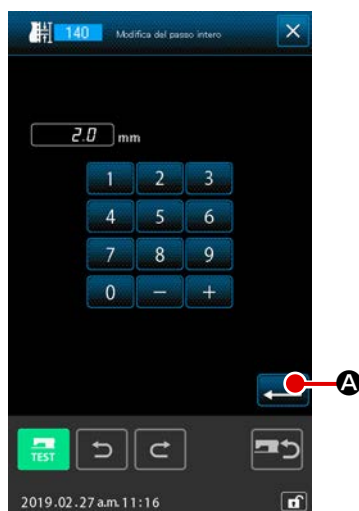 140 Modifica del passo intero
2.0 mm
1 2 3
4 5 6
7 8 9
0 − +
A
TEST
2019.02.27 a.m.11:16